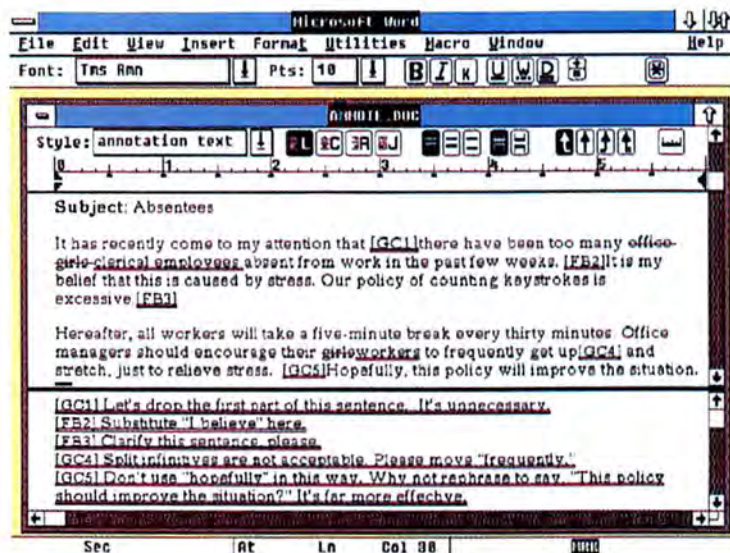 Microsoft Word
File Edit View Insert Format Utilities Macro Window Help
Font: Tms Rmn Pts: 10 B I K U W D
ANNOTE.DOC
Style: annotation text L C R J
0 1 2 3 4 5
Subject: Absentees
It has recently come to my attention that [GC1]there have been too many office
girls clerical employees absent from work in the past few weeks. [FB2]It is my
belief that this is caused by stress. Our policy of counting keystrokes is
excessive [FB3]
Hereafter, all workers will take a five-minute break every thirty minutes. Office
managers should encourage their girlsworkers to frequently get up[GC4] and
stretch, just to relieve stress. [GC5]Hopefully, this policy will improve the situation.
[GC1] Let's drop the first part of this sentence. It's unnecessary.
[FB2] Substitute "I believe" here.
[FB3] Clarify this sentence, please.
[GC4] Split infinitives are not acceptable. Please move "frequently."
[GC5] Don't use "hopefully" in this way. Why not rephrase to say, "This policy
should improve the situation?" It's far more effective.
Sec At Ln Col 38